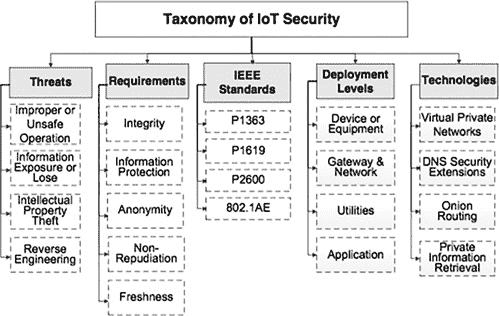 Taxonomy of IoT Security
Threats
Improper or
Unsafe
Operation
Information
Exposure or
Lose
Intellectual
Property
Theft
Reverse
Engineering
Requirements
Integrity
Information
Protection
Anonymity
Non-
Repudiation
Freshness
IEEE
Standards
P1363
P1619
P2600
802.1AE
Deployment
Levels
Device or
Equipment
Gateway &
Network
Utilities
Application
Technologies
Virtual Private
Networks
DNS Security
Extensions
Onion
Routing
Private
Information
Retrieval